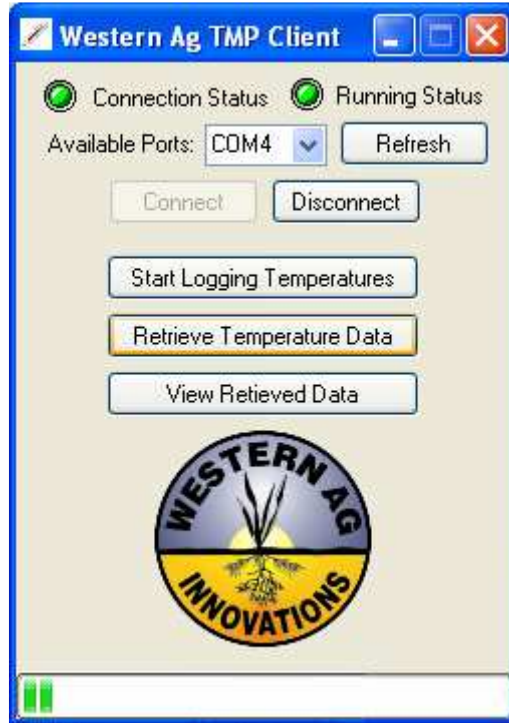 Western Ag TMP Client
Connection Status Running Status
Available Ports: COM4 Refresh
Connect Disconnect
Start Logging Temperatures
Retrieve Temperature Data
View Retieved Data
WESTERN AG
INNOVATIONS